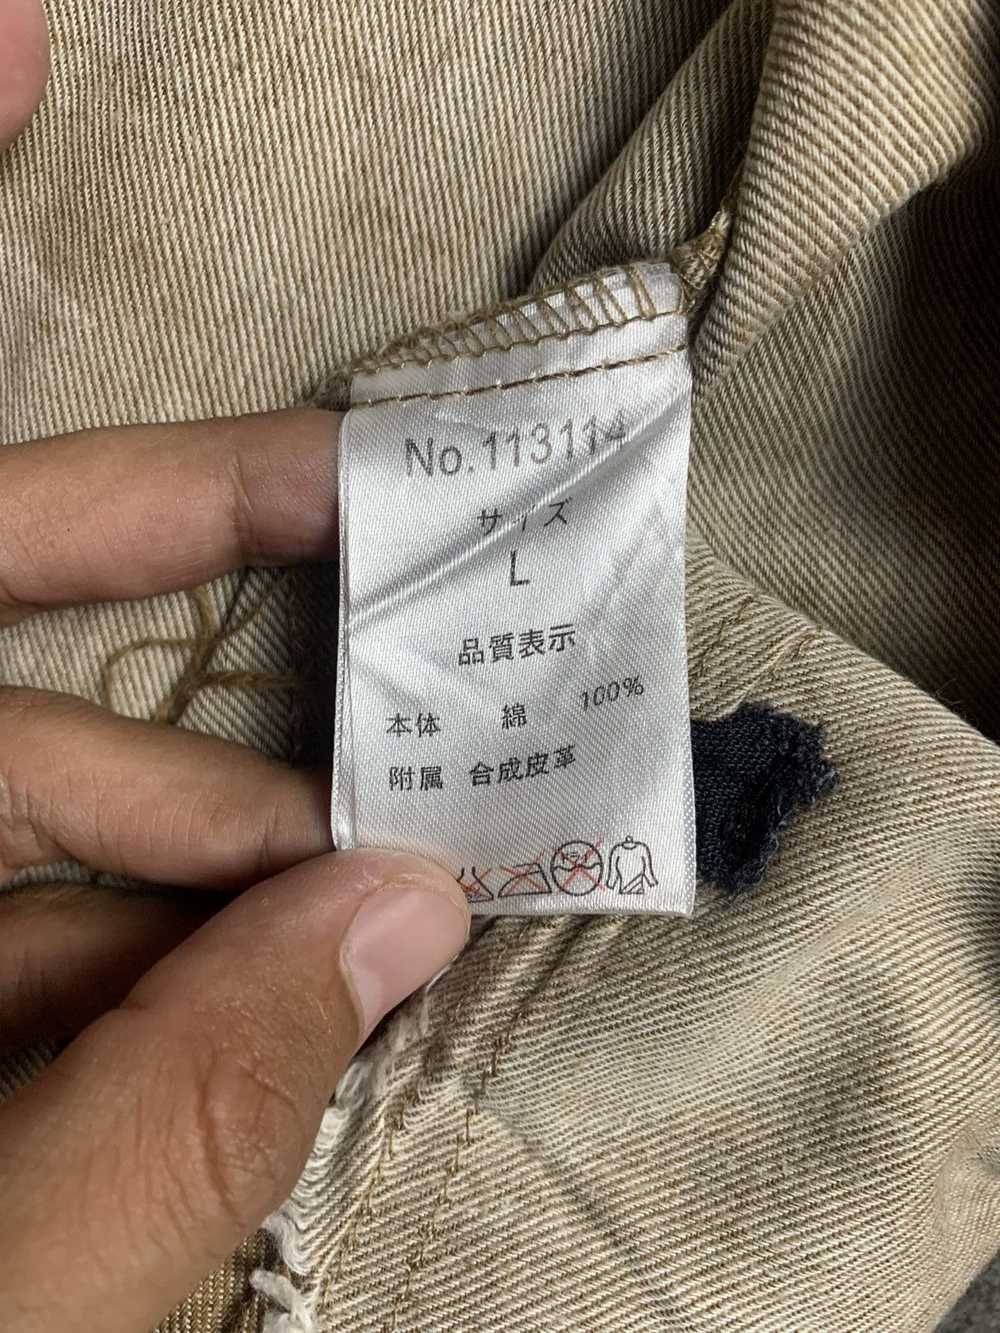 No.113114
サイズ
L
品質表示
本体 綿 100%
附属 合成皮革